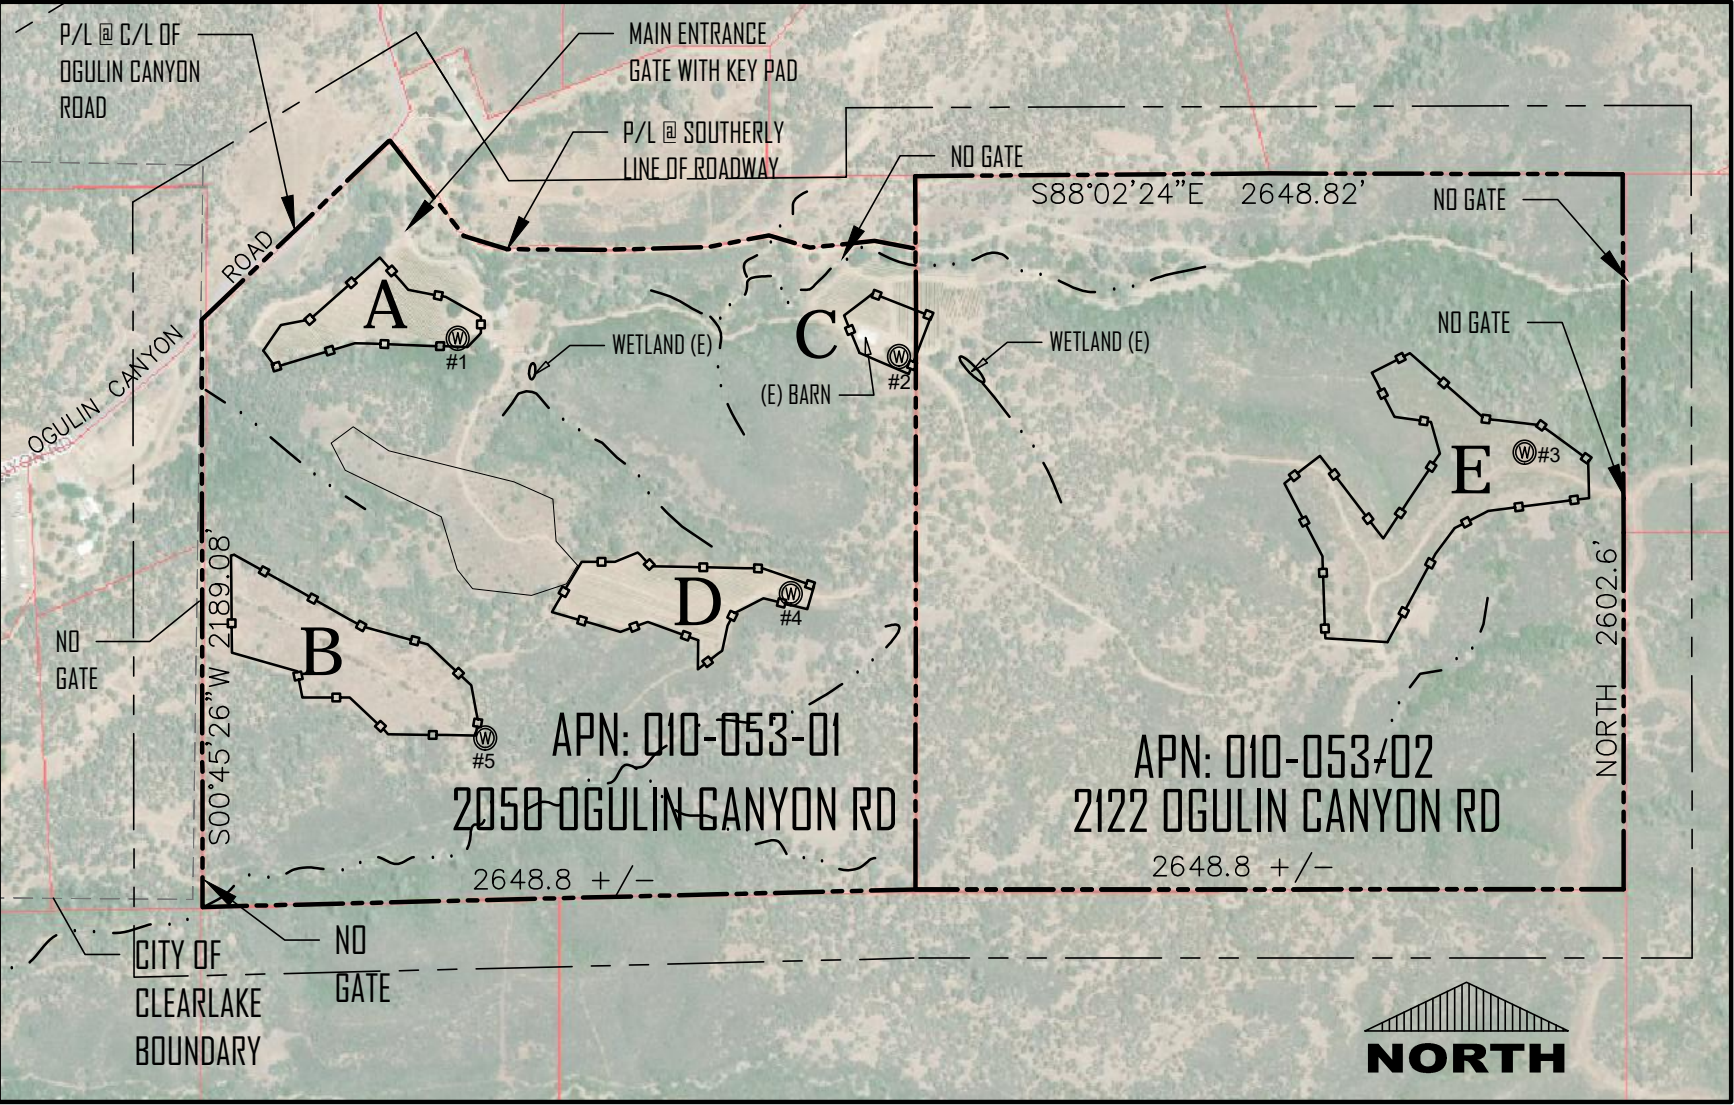 P/L @ C/L OF
OGULIN CANYON
ROAD
MAIN ENTRANCE
GATE WITH KEY PAD
P/L @ SOUTHERLY
LINE OF ROADWAY
NO GATE
S88°02'24"E 2648.82'
NO GATE
ROAD
OGULIN CANYON
A
W
#1
WETLAND (E)
C
W
#2
(E) BARN
WETLAND (E)
NO GATE
E
W
#3
S00°45'26"W 2189.08'
NO
GATE
B
W
#5
D
W
#4
NORTH 2602.6'
APN: 010-053-01
2050 OGULIN CANYON RD
2648.8 +/-
APN: 010-053-02
2122 OGULIN CANYON RD
2648.8 +/-
CITY OF
CLEARLAKE
BOUNDARY
NO
GATE
NORTH